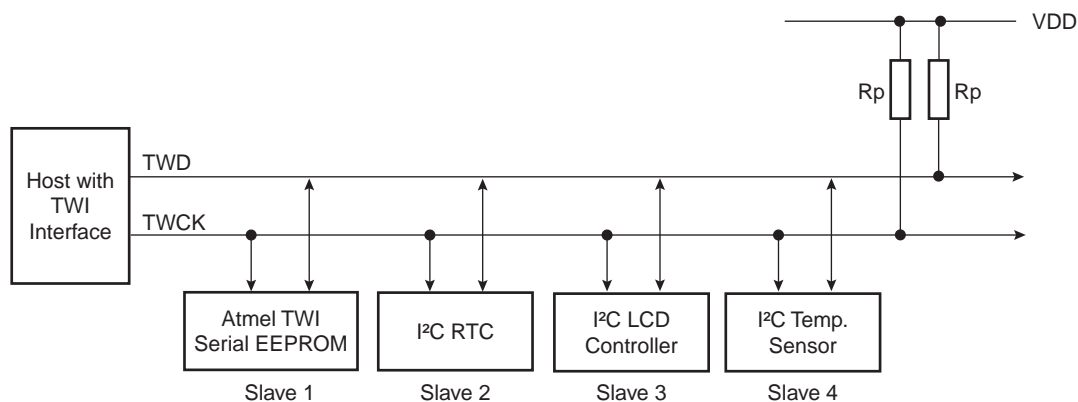 VDD
Rp
Rp
Host with
TWI
Interface
TWD
TWCK
Atmel TWI
Serial EEPROM
I²C RTC
I²C LCD
Controller
I²C Temp.
Sensor
Slave 1
Slave 2
Slave 3
Slave 4